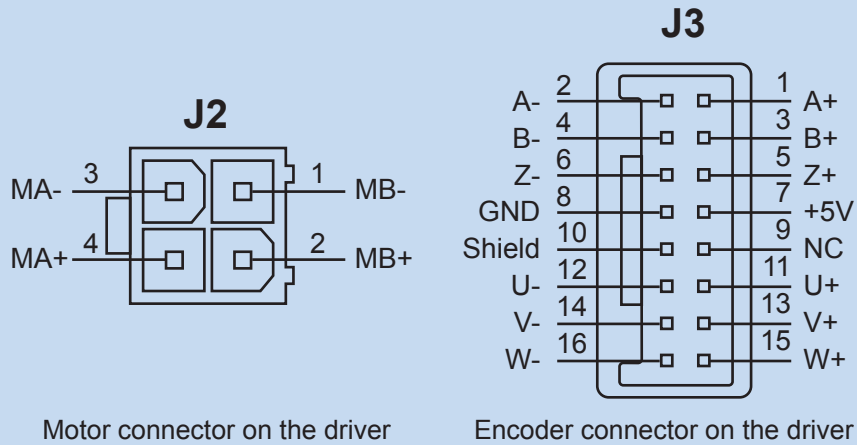 J2
MA- 3 1 MB-
MA+ 4 2 MB+
Motor connector on the driver
J3
A- 2 1 A+
B- 4 3 B+
Z- 6 5 Z+
GND 8 7 +5V
Shield 10 9 NC
U- 12 11 U+
V- 14 13 V+
W- 16 15 W+
Encoder connector on the driver